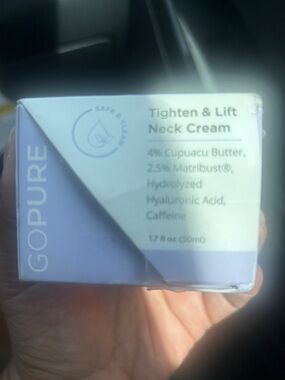 GOPURE
SAFE & CLEAN
Tighten & Lift
Neck Cream
4% Cupuacu Butter,
2.5% Matribust®,
Hydrolyzed
Hyaluronic Acid,
Caffeine
1.7 fl oz (50ml)